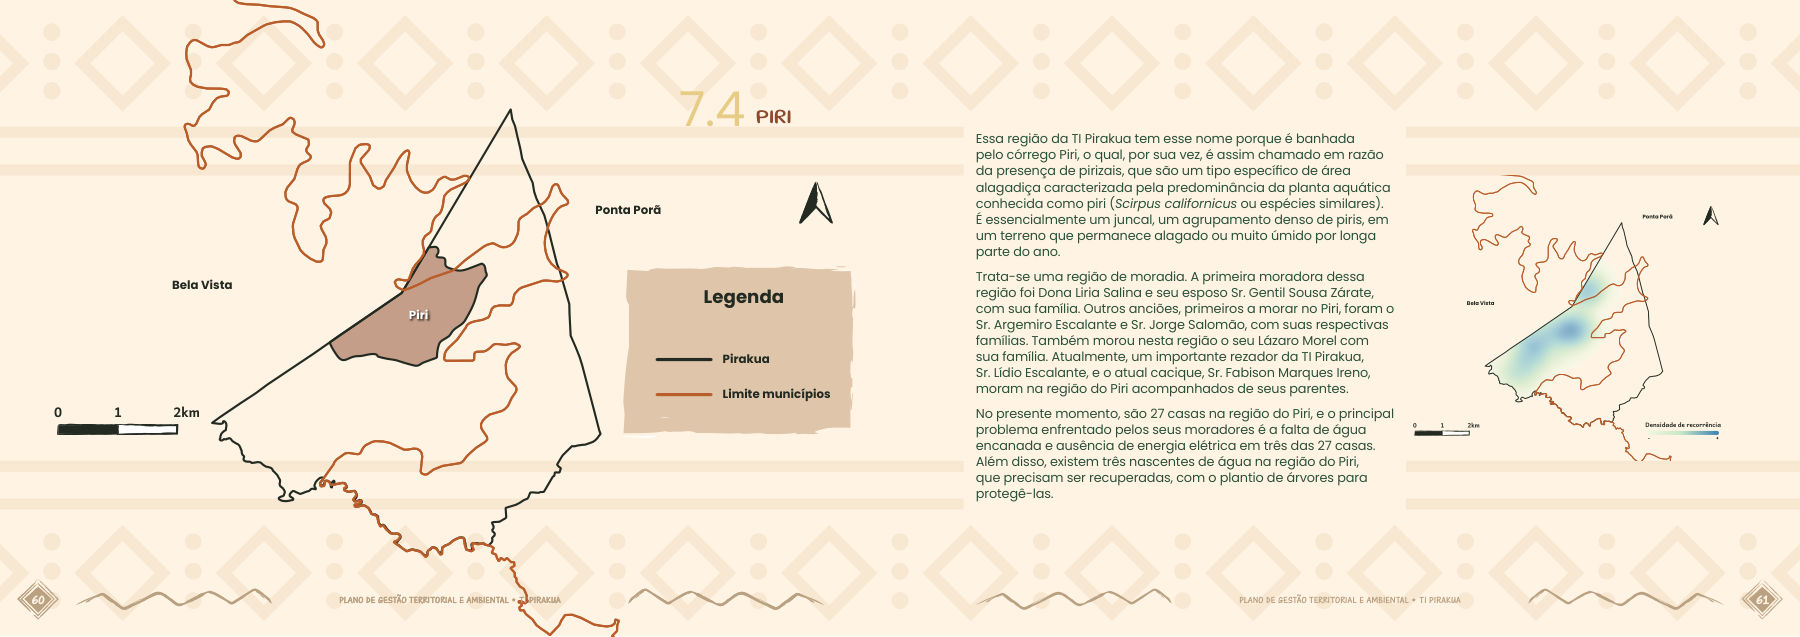 7.4 PIRI
Ponta Porã
Bela Vista
Piri
Legenda
Pirakua
Limite municípios
0 1 2km
60
PLANO DE GESTÃO TERRITORIAL E AMBIENTAL • TI PIRAKUA
Essa região da TI Pirakua tem esse nome porque é banhada
pelo córrego Piri, o qual, por sua vez, é assim chamado em razão
da presença de pirizais, que são um tipo específico de área
alagadiça caracterizada pela predominância da planta aquática
conhecida como piri (Scirpus californicus ou espécies similares).
É essencialmente um juncal, um agrupamento denso de piris, em
um terreno que permanece alagado ou muito úmido por longa
parte do ano.
Trata-se uma região de moradia. A primeira moradora dessa
região foi Dona Liria Salina e seu esposo Sr. Gentil Sousa Zárate,
com sua família. Outros anciões, primeiros a morar no Piri, foram o
Sr. Argemiro Escalante e Sr. Jorge Salomão, com suas respectivas
famílias. Também morou nesta região o seu Lázaro Morel com
sua família. Atualmente, um importante rezador da TI Pirakua,
Sr. Lídio Escalante, e o atual cacique, Sr. Fabison Marques Ireno,
moram na região do Piri acompanhados de seus parentes.
No presente momento, são 27 casas na região do Piri, e o principal
problema enfrentado pelos seus moradores é a falta de água
encanada e ausência de energia elétrica em três das 27 casas.
Além disso, existem três nascentes de água na região do Piri,
que precisam ser recuperadas, com o plantio de árvores para
protegê-las.
Ponta Porã
Bela Vista
0 1 2km
Densidade de recorrência
- +
PLANO DE GESTÃO TERRITORIAL E AMBIENTAL • TI PIRAKUA
61